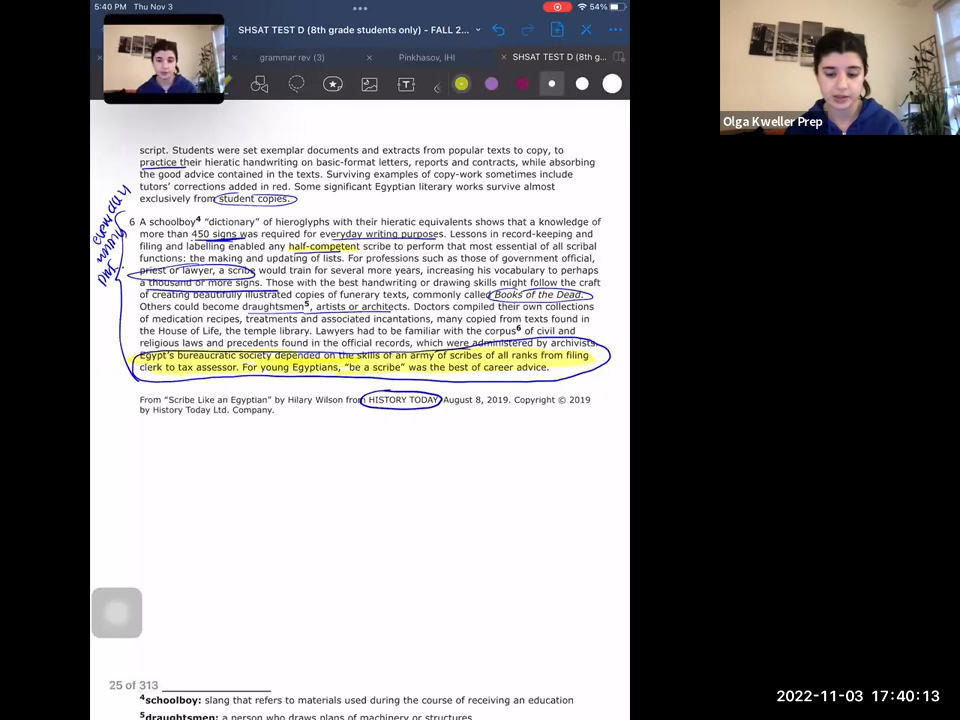 5:40 PM Thu Nov 3
54%
SHSAT TEST D (8th grade students only) – FALL 2...
grammar rev (3)
Pinkhasov, IHI
SHSAT TEST D (8th g...
Olga Kweller Prep
script. Students were set exemplar documents and extracts from popular texts to copy, to
practice their hieratic handwriting on basic-format letters, reports and contracts, while absorbing
the good advice contained in the texts. Surviving examples of copy-work sometimes include
tutors’ corrections added in red. Some significant Egyptian literary works survive almost
exclusively from student copies.
everyday
6 A schoolboy4 “dictionary” of hieroglyphs with their hieratic equivalents shows that a knowledge of
more than 450 signs was required for everyday writing purposes. Lessons in record-keeping and
filing and labelling enabled any half-competent scribe to perform that most essential of all scribal
functions: the making and updating of lists. For professions such as those of government official,
priest or lawyer, a scribe would train for several more years, increasing his vocabulary to perhaps
a thousand or more signs. Those with the best handwriting or drawing skills might follow the craft
of creating beautifully illustrated copies of funerary texts, commonly called Books of the Dead.
Others could become draughtsmen5, artists or architects. Doctors compiled their own collections
of medication recipes, treatments and associated incantations, many copied from texts found in
the House of Life, the temple library. Lawyers had to be familiar with the corpus6 of civil and
religious laws and precedents found in the official records, which were administered by archivists.
Egypt’s bureaucratic society depended on the skills of an army of scribes of all ranks from filing
clerk to tax assessor. For young Egyptians, “be a scribe” was the best of career advice.
From “Scribe Like an Egyptian” by Hilary Wilson from HISTORY TODAY, August 8, 2019. Copyright © 2019
by History Today Ltd. Company.
25 of 313
4schoolboy: slang that refers to materials used during the course of receiving an education
5draughtsmen: a person who draws plans of machinery or structures
2022-11-03 17:40:13